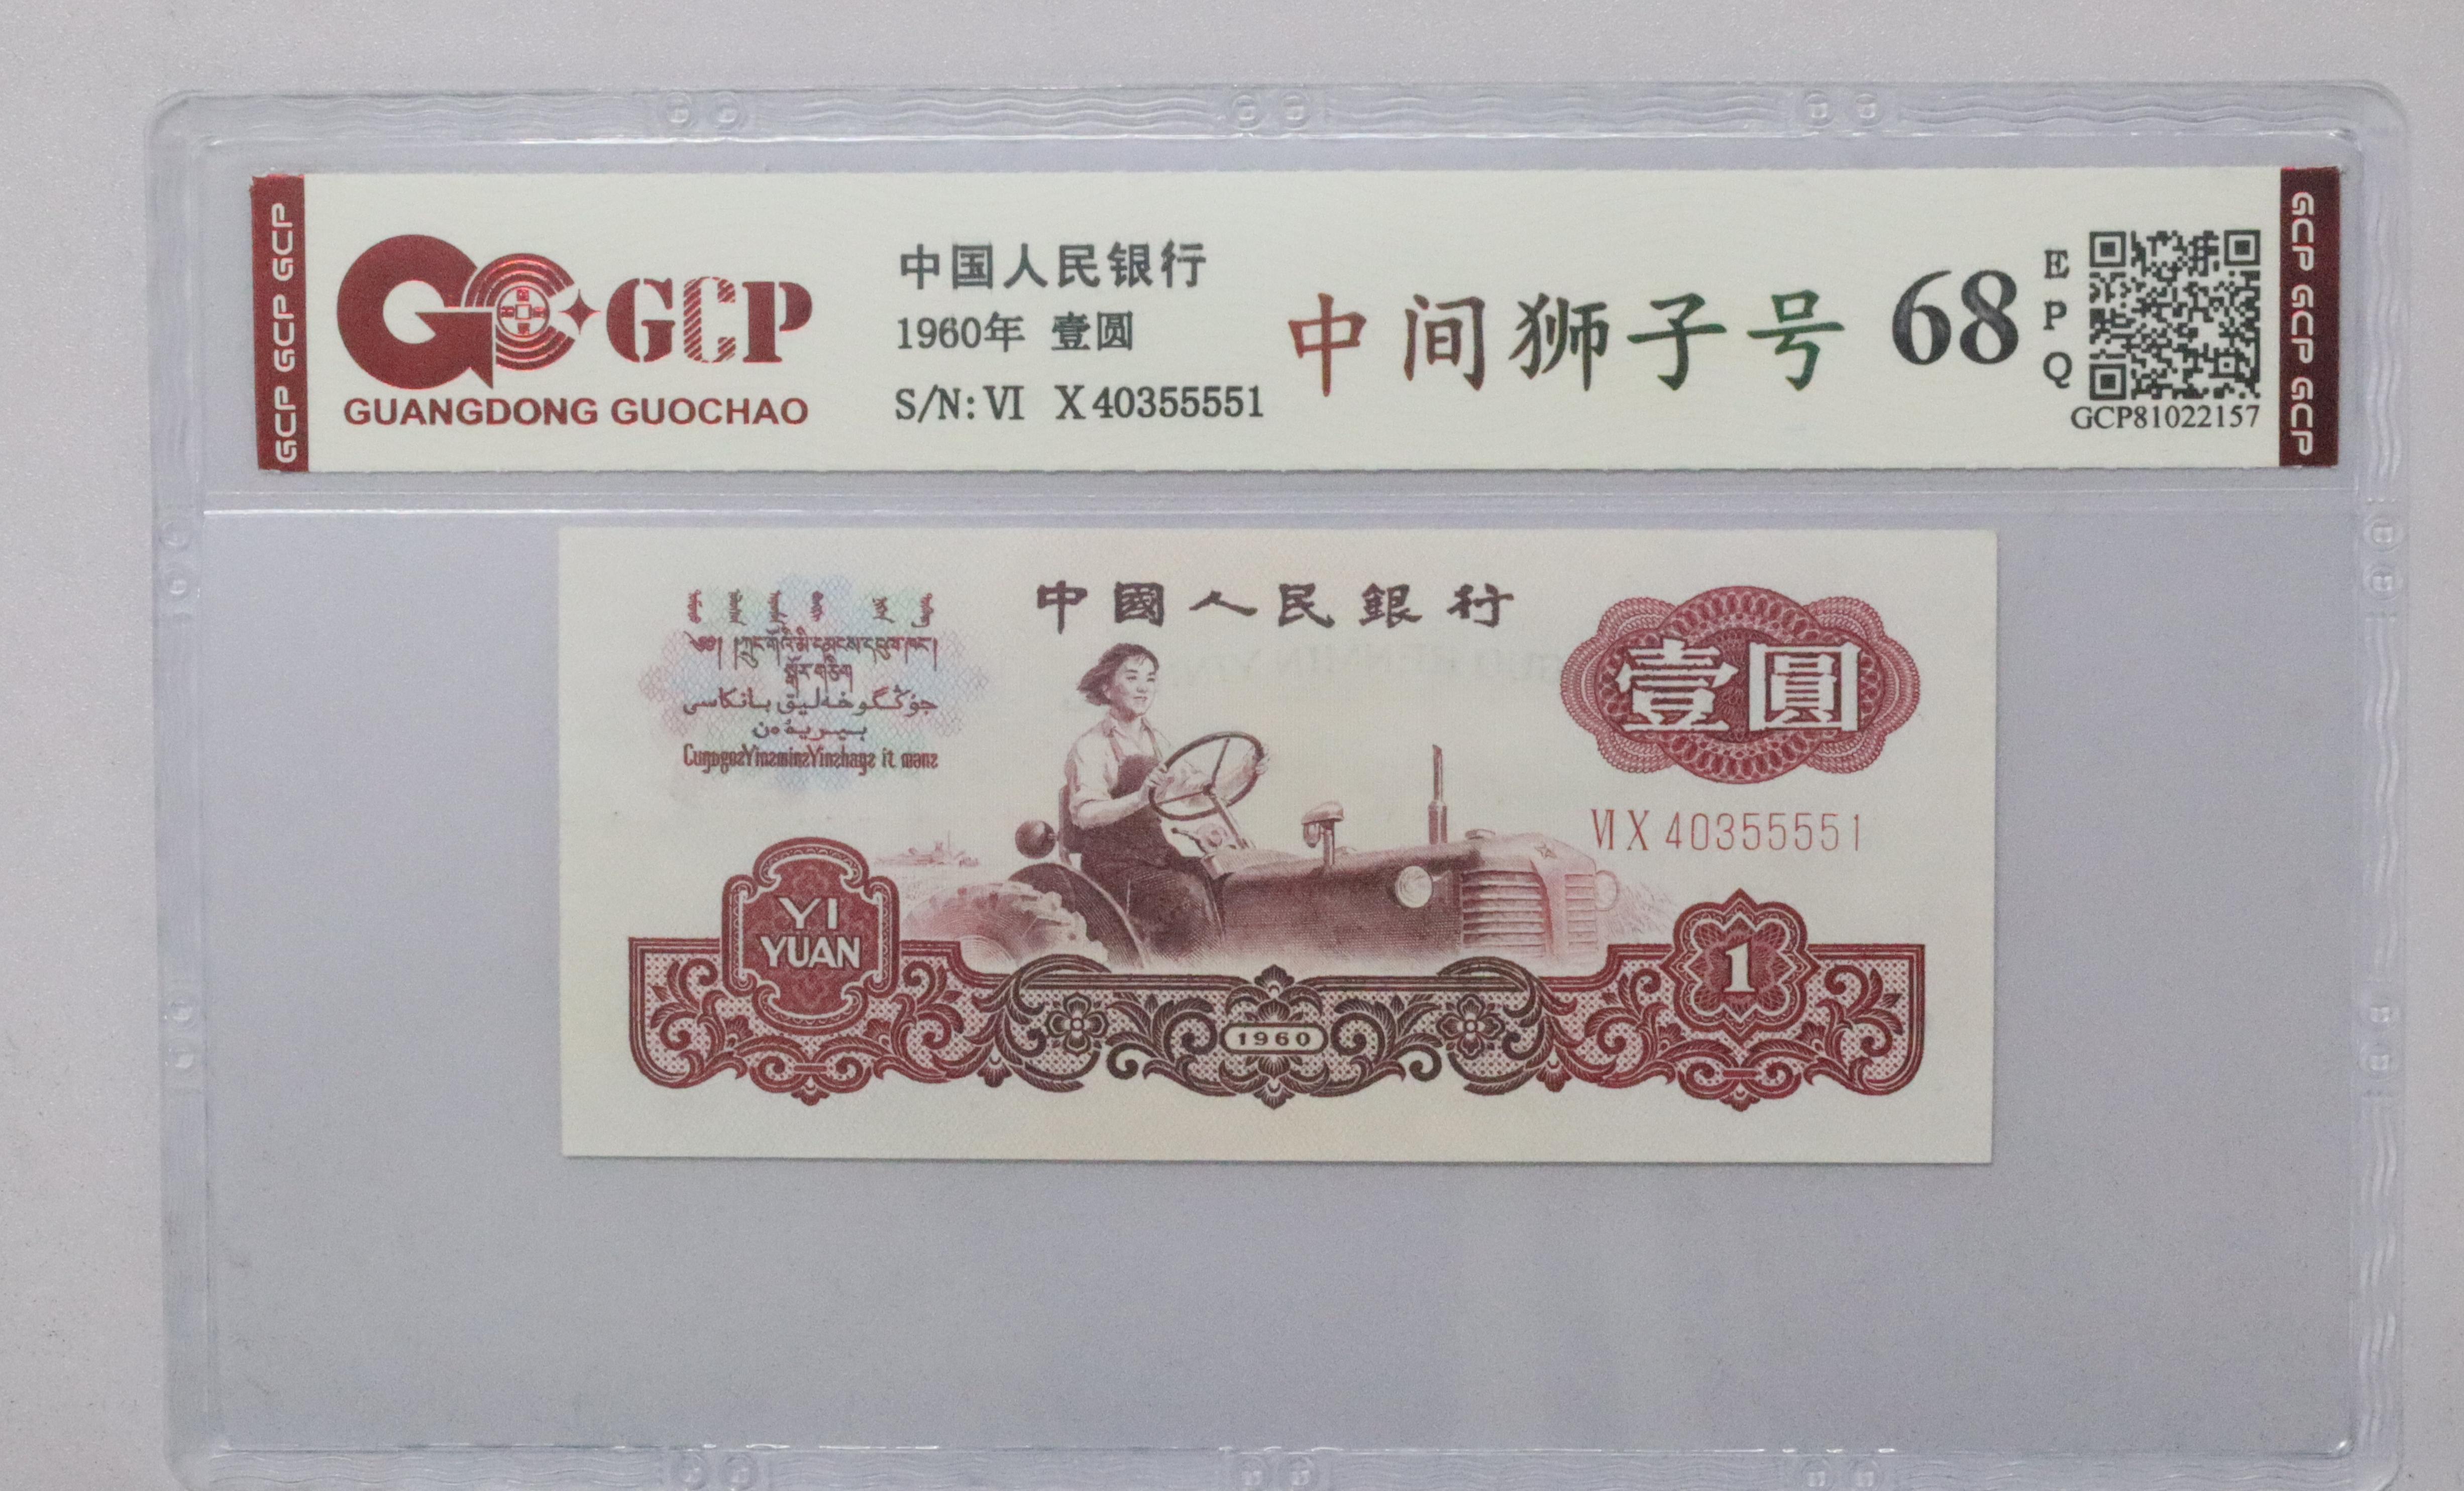 GCP GCP GCP
GCP
GUANGDONG GUOCHAO
中国人民银行
1960年 壹圆
S/N: VI X 40355551
中间狮子号
68
EPQ
GCP81022157
GCP GCP GCP
中國人民銀行
壹圓
VI X 40355551
YI
YUAN
1960
1